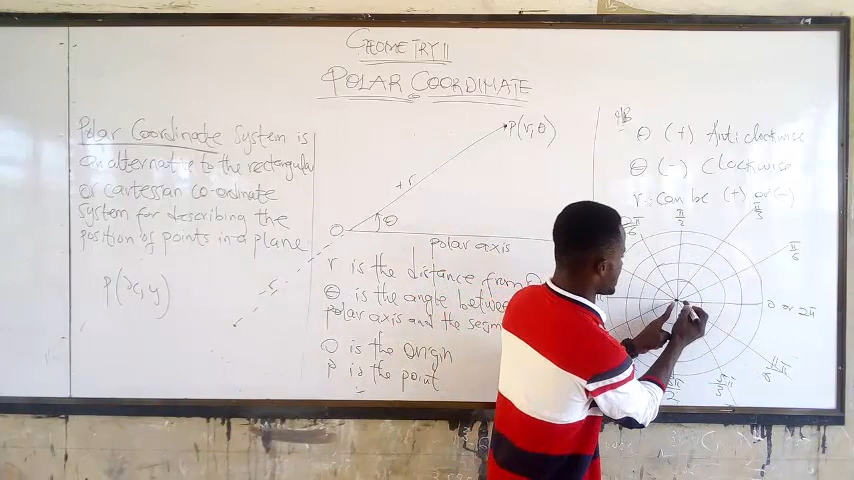 GEOMETRY II
POLAR COORDIMATE
Polar Coordinate System is
an alternative to the rectangular
or cartesian co-ordinate
system for describing the
position of points in a plane
P(x, y)
P(r, θ)
+r
θ
O
polar axis
-r
r is the distance from O
θ is the angle between
polar axis and the segm
O is the origin
P is the point
N/B
θ (+) Anticlockwise
θ (-) Clockwise
r : can be (+) or (-)
π/2
π/3
π/6
0 or 2π